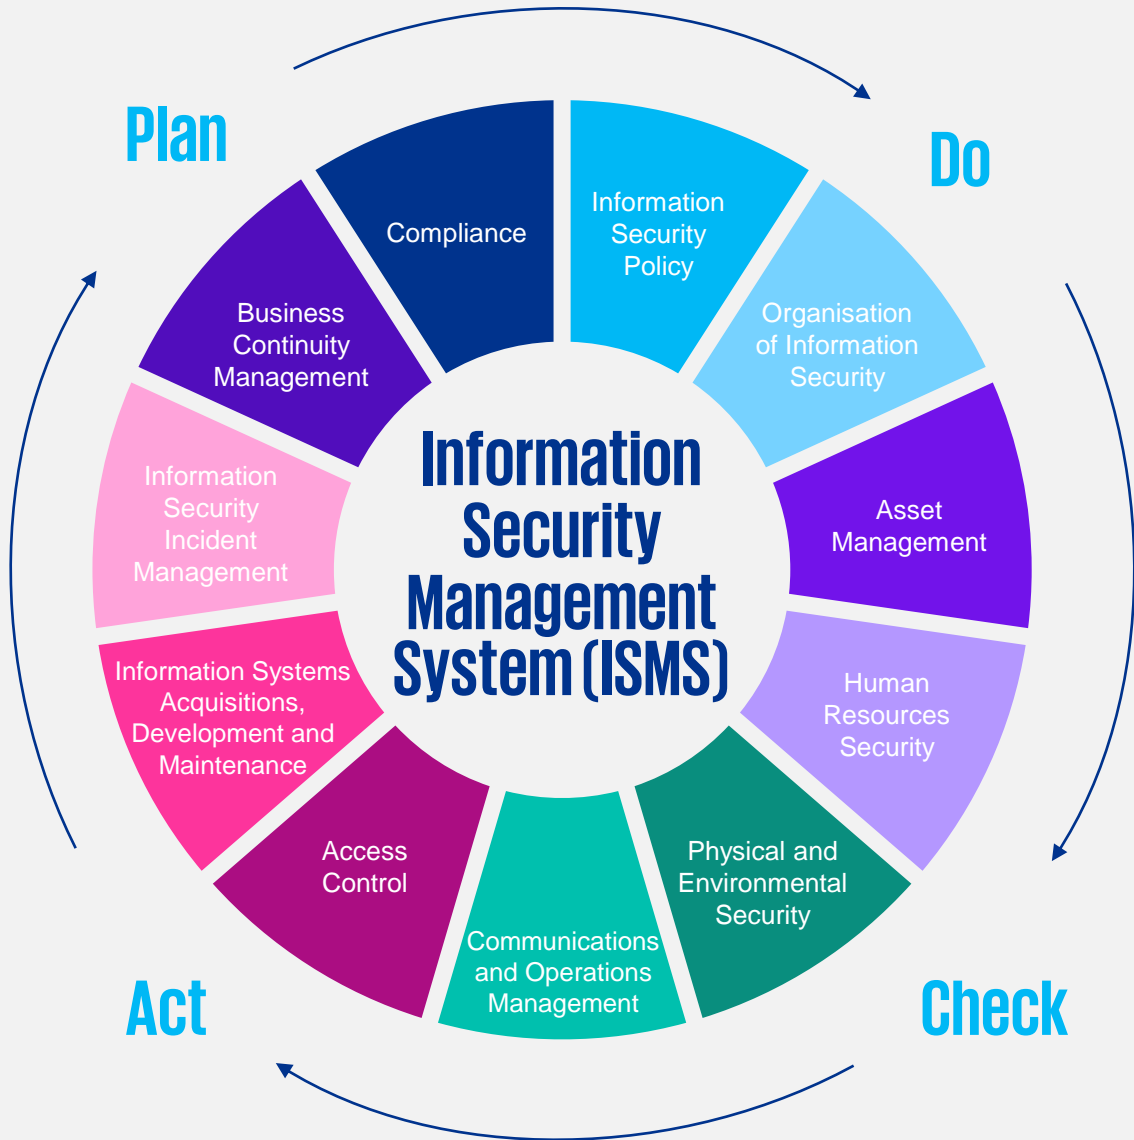 Plan
Do
Compliance
Information
Security
Policy
Organisation
of Information
Security
Asset
Management
Human
Resources
Security
Physical and
Environmental
Security
Communications
and Operations
Management
Access
Control
Information Systems
Acquisitions,
Development and
Maintenance
Information
Security
Incident
Management
Business
Continuity
Management
Information
Security
Management
System (ISMS)
Act
Check